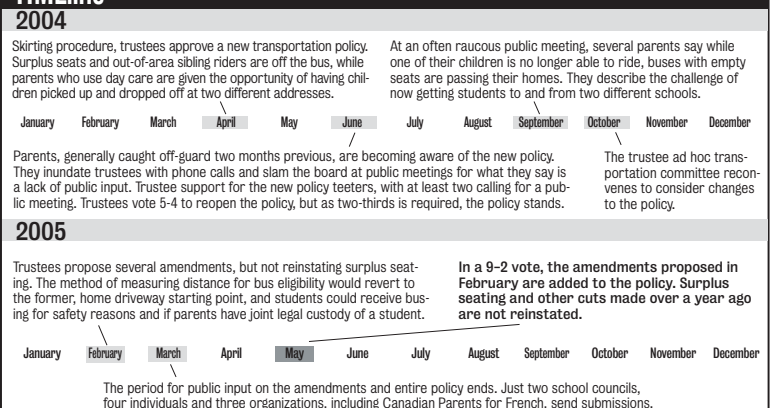 TIMELINE
2004
Skirting procedure, trustees approve a new transportation policy.
Surplus seats and out-of-area sibling riders are off the bus, while
parents who use day care are given the opportunity of having chil-
dren picked up and dropped off at two different addresses.
At an often raucous public meeting, several parents say while
one of their children is no longer able to ride, buses with empty
seats are passing their homes. They describe the challenge of
now getting students to and from two different schools.
January February March April May June July August September October November December
Parents, generally caught off-guard two months previous, are becoming aware of the new policy.
They inundate trustees with phone calls and slam the board at public meetings for what they say is
a lack of public input. Trustee support for the new policy teeters, with at least two calling for a pub-
lic meeting. Trustees vote 5-4 to reopen the policy, but as two-thirds is required, the policy stands.
The trustee ad hoc trans-
portation committee recon-
venes to consider changes
to the policy.
2005
Trustees propose several amendments, but not reinstating surplus seat-
ing. The method of measuring distance for bus eligibility would revert to
the former, home driveway starting point, and students could receive bus-
ing for safety reasons and if parents have joint legal custody of a student.
In a 9–2 vote, the amendments proposed in
February are added to the policy. Surplus
seating and other cuts made over a year ago
are not reinstated.
January February March April May June July August September October November December
The period for public input on the amendments and entire policy ends. Just two school councils,
four individuals and three organizations, including Canadian Parents for French, send submissions.